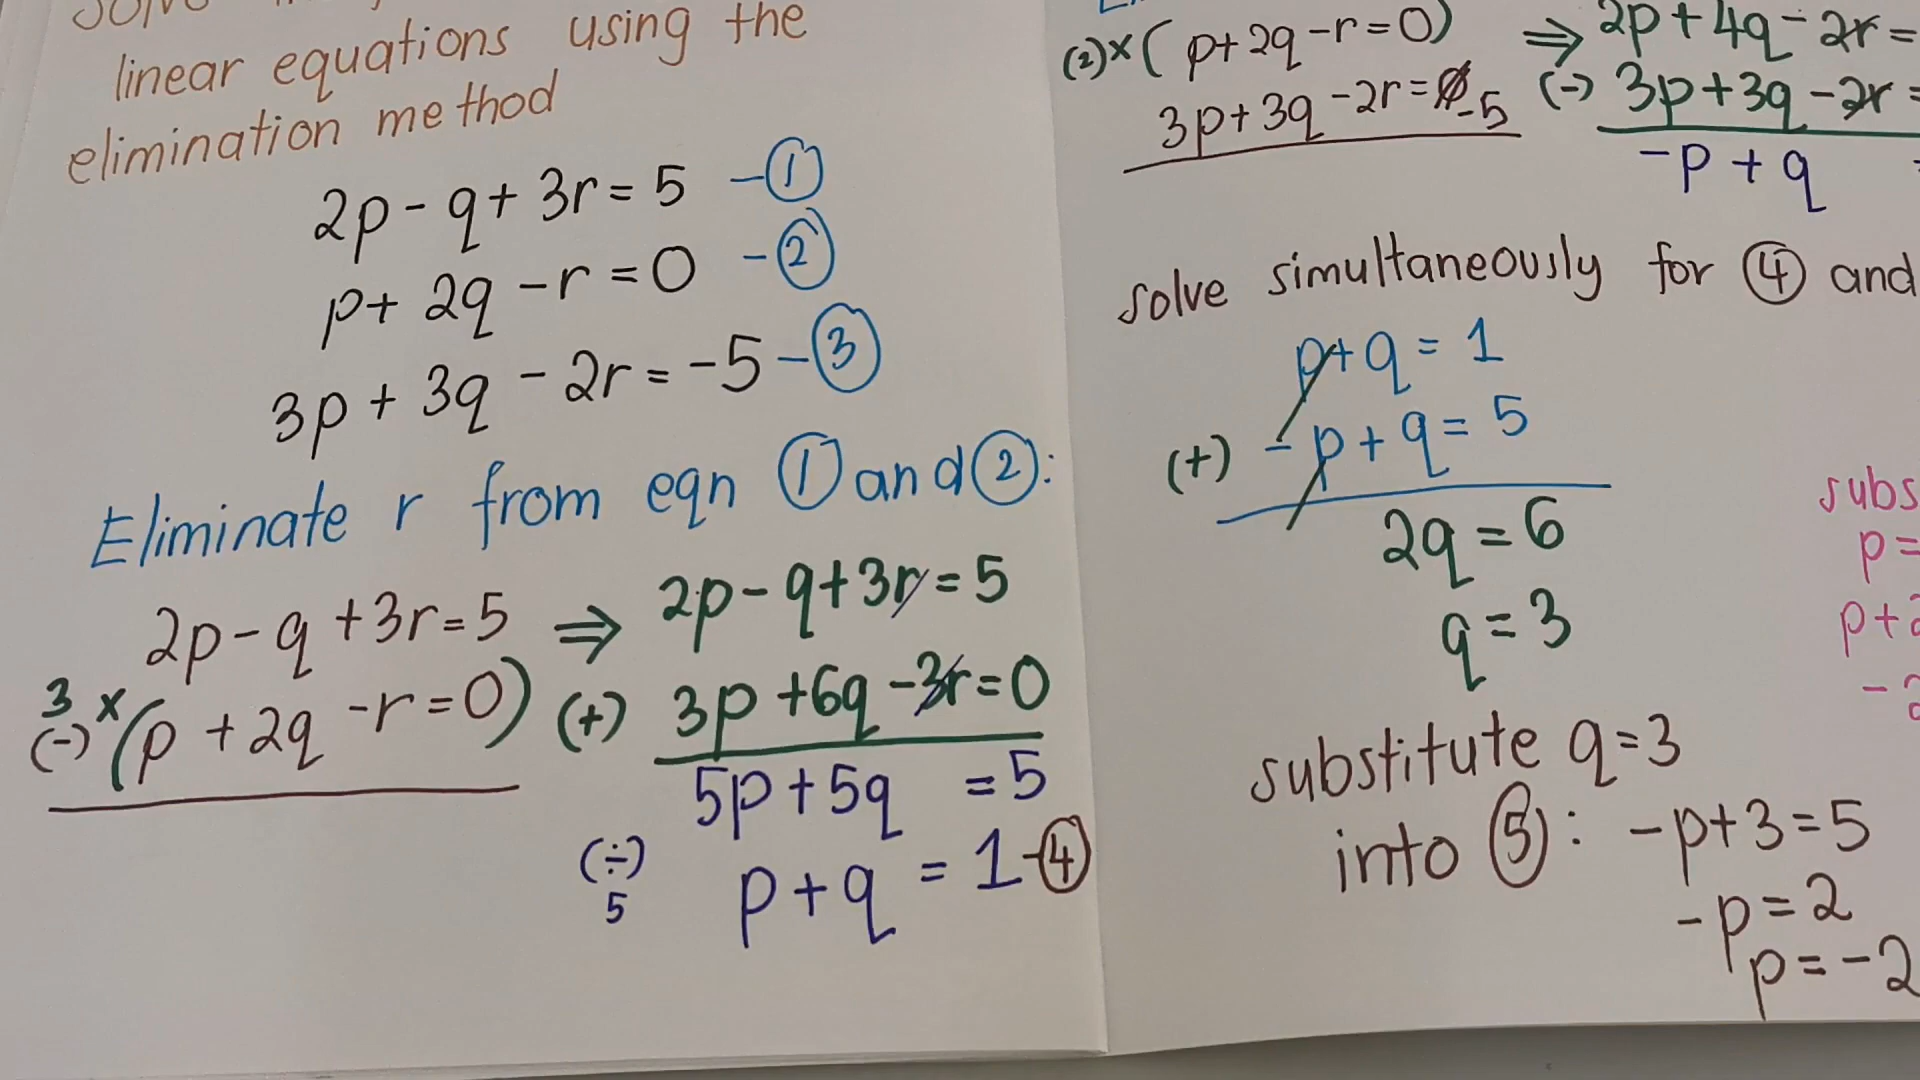 linear equations using the
elimination method
2p - q + 3r = 5 - ①
p + 2q - r = 0 - ②
3p + 3q - 2r = -5 - ③
Eliminate r from eqn ① and ②:
2p - q + 3r = 5 ⇒ 2p - q + 3r = 5
3 (-) × (p + 2q - r = 0) (+) 3p + 6q - 3r = 0
5p + 5q = 5
(÷) 5 p + q = 1 - ④
(2) × (p + 2q - r = 0) ⇒ 2p + 4q - 2r =
3p + 3q - 2r = -5 (-) 3p + 3q - 2r =
-p + q
solve simultaneously for ④ and
p + q = 1
(+) -p + q = 5
2q = 6
q = 3
substitute q = 3
into ⑤: -p + 3 = 5
-p = 2
p = -2
subs
p =
p +
-